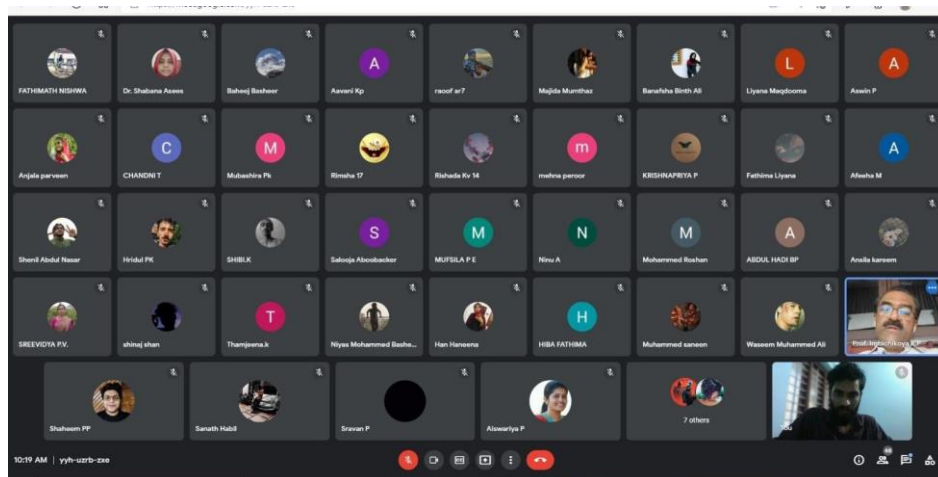 FATHIMATH NISHWA
Dr. Shabana Asees
Baheej Basheer
A
Aavani Kp
raoof ar7
Majida Mumthaz
Banafsha Binth Ali
L
Liyana Maqdooma
A
Aswin P
Anjala parveen
C
CHANDNI T
M
Mubashira Pk
Rimsha 17
Rishada Kv 14
m
mehna peroor
KRISHNAPRIYA P
Fathima Liyana
A
Afeeha M
Shenil Abdul Nasar
Hridul PK
SHIBI.K
S
Salooja Aboobacker
M
MUFSILA P E
N
Ninu A
M
Mohammed Roshan
A
ABDUL HADI BP
Ansila kareem
SREEVIDYA P.V.
shinaj shan
T
Thamjeena.k
Niyas Mohammed Bashe...
Han Haneena
H
HIBA FATHIMA
Muhammed saneen
Waseem Muhammed Ali
Prof.
Shaheem PP
Sanath Habil
Sravan P
Aiswariya P
7 others
You
10:19 AM | yyh-uzrb-zxe